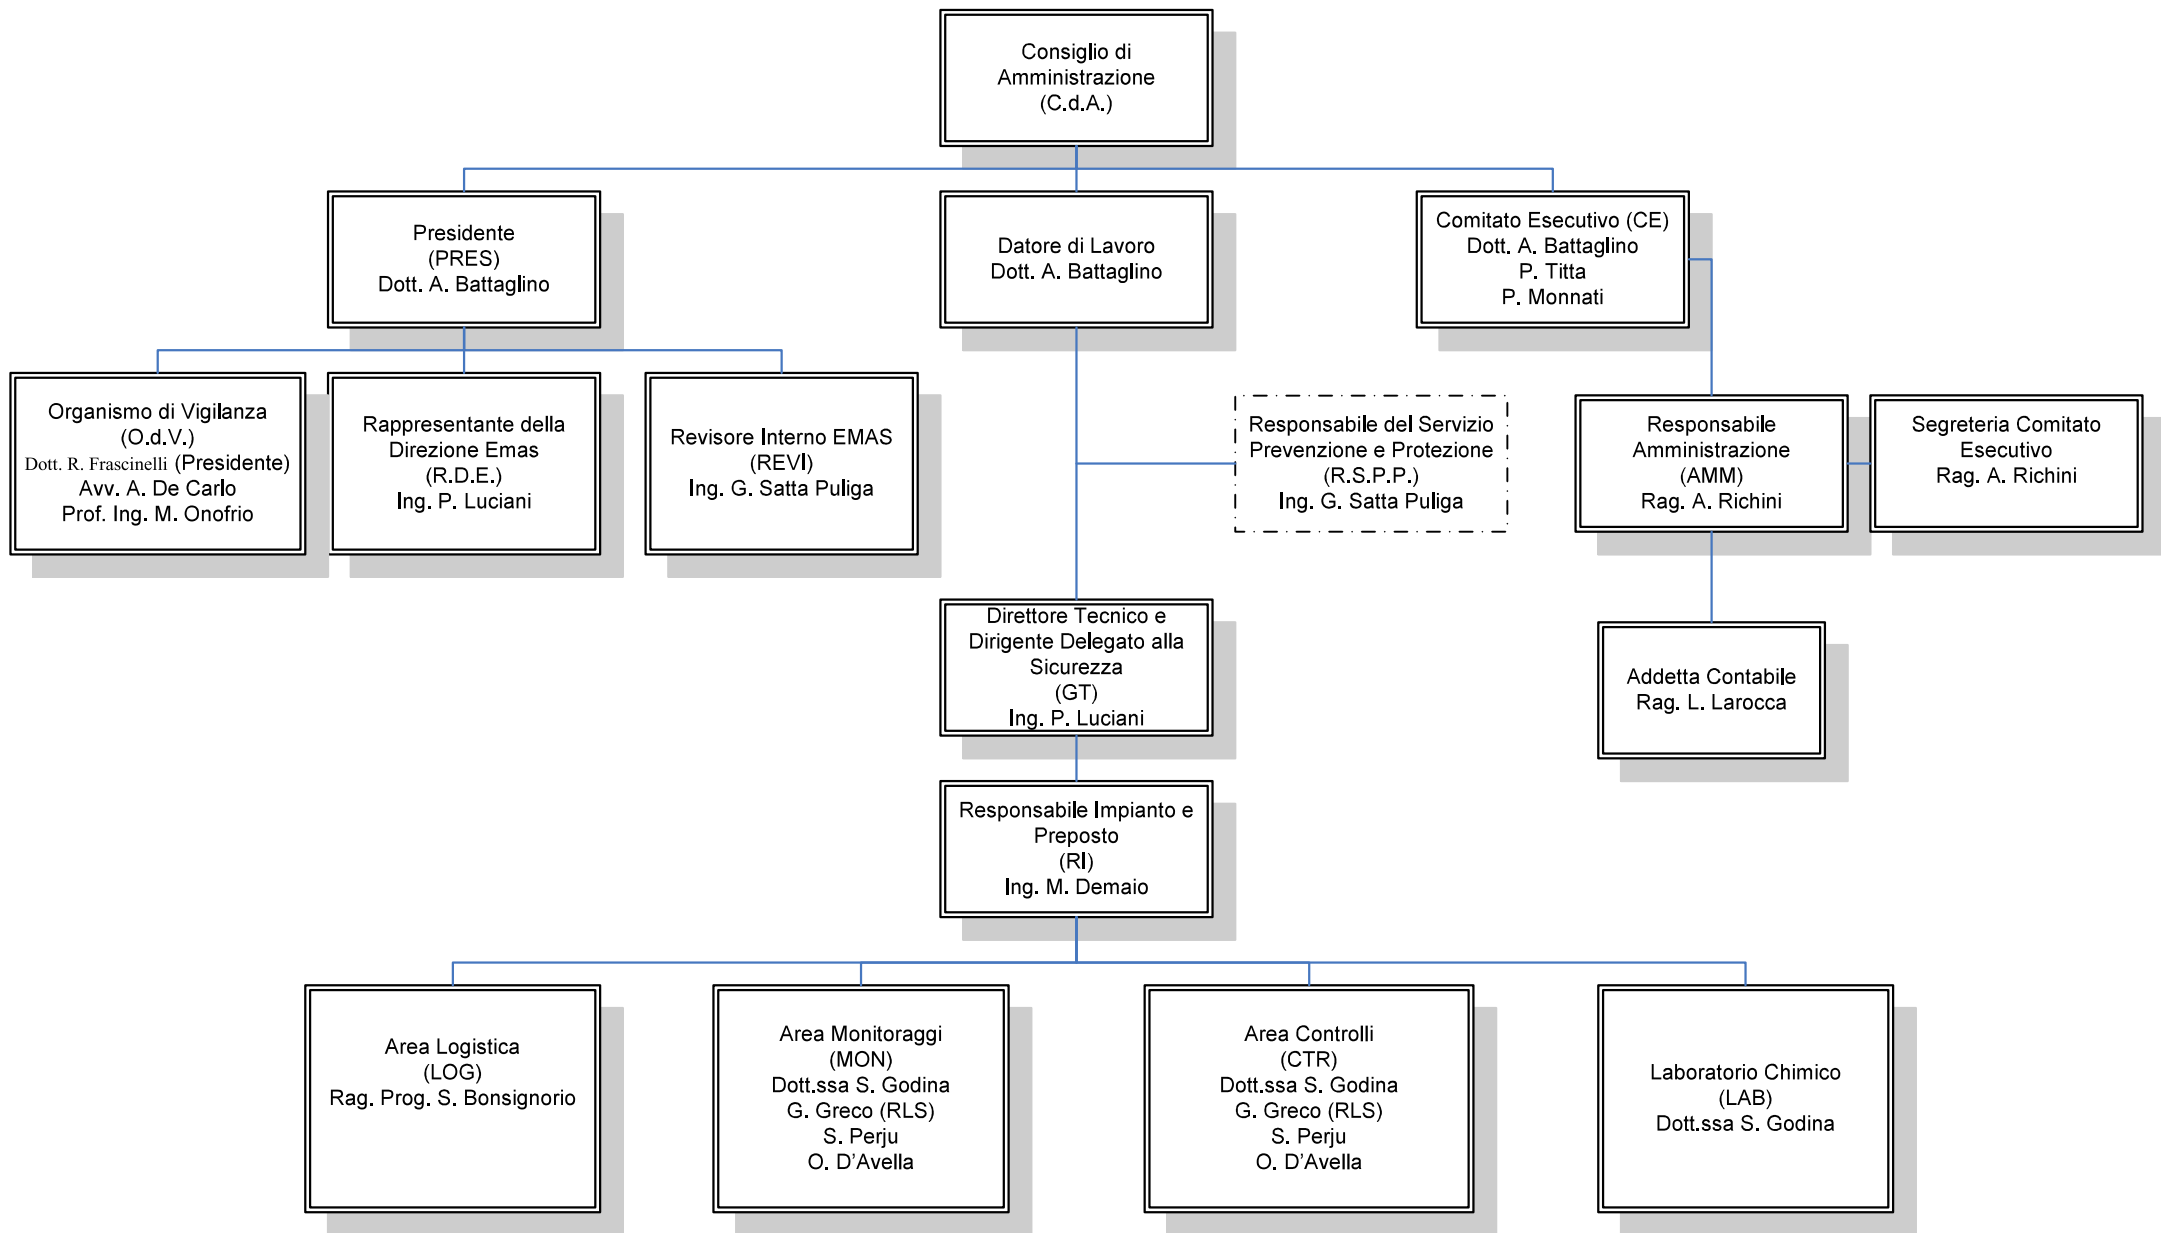 Consiglio di
Amministrazione
(C.d.A.)
Presidente
(PRES)
Dott. A. Battaglino
Datore di Lavoro
Dott. A. Battaglino
Comitato Esecutivo (CE)
Dott. A. Battaglino
P. Titta
P. Monnati
Organismo di Vigilanza
(O.d.V.)
Dott. R. Frascinelli (Presidente)
Avv. A. De Carlo
Prof. Ing. M. Onofrio
Rappresentante della
Direzione Emas
(R.D.E.)
Ing. P. Luciani
Revisore Interno EMAS
(REVI)
Ing. G. Satta Puliga
Responsabile del Servizio
Prevenzione e Protezione
(R.S.P.P.)
Ing. G. Satta Puliga
Responsabile
Amministrazione
(AMM)
Rag. A. Richini
Segreteria Comitato
Esecutivo
Rag. A. Richini
Direttore Tecnico e
Dirigente Delegato alla
Sicurezza
(GT)
Ing. P. Luciani
Addetta Contabile
Rag. L. Larocca
Responsabile Impianto e
Preposto
(RI)
Ing. M. Demaio
Area Logistica
(LOG)
Rag. Prog. S. Bonsignorio
Area Monitoraggi
(MON)
Dott.ssa S. Godina
G. Greco (RLS)
S. Perju
O. D'Avella
Area Controlli
(CTR)
Dott.ssa S. Godina
G. Greco (RLS)
S. Perju
O. D'Avella
Laboratorio Chimico
(LAB)
Dott.ssa S. Godina